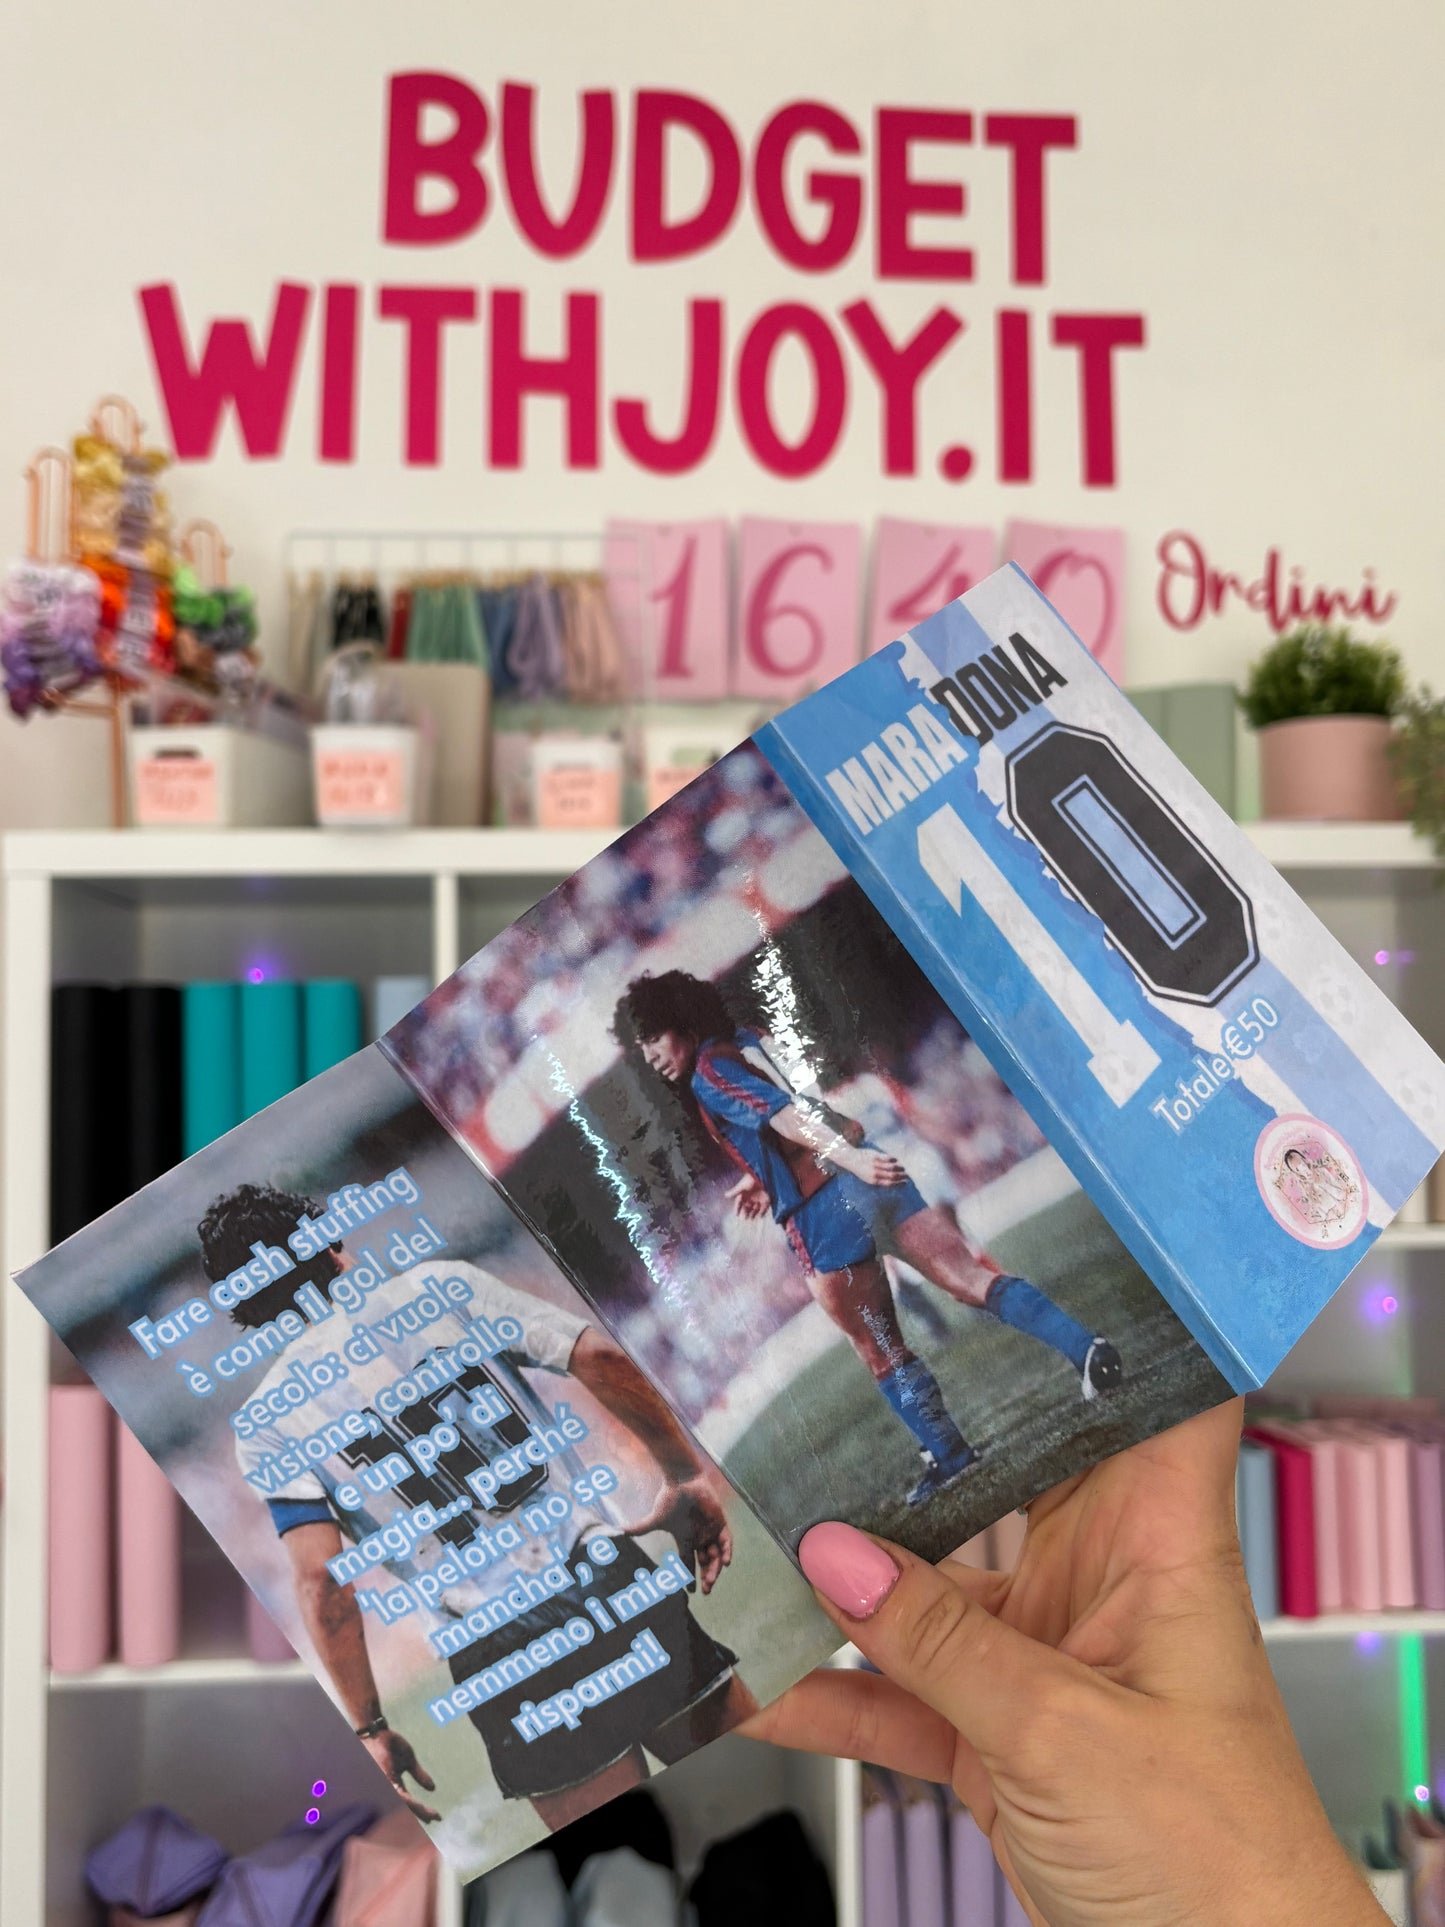 BUDGET
WITHJOY.IT
1640
Ordini
MARADONA
10
Totale €50
Fare cash stuffing
è come il gol del
secolo: ci vuole
visione, controllo
e un po' di
magia... perché
'la pelota no se
mancha', e
nemmeno i miei
risparmi!
10